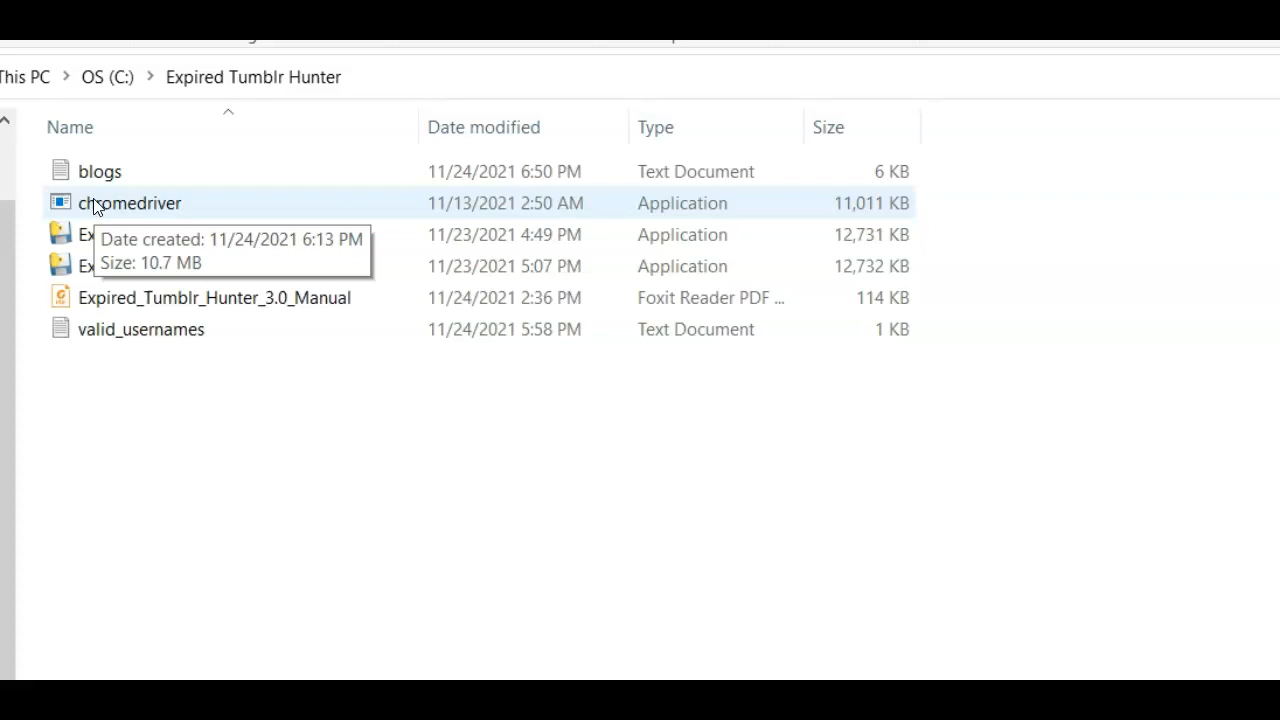 This PC > OS (C:) > Expired Tumblr Hunter
Name Date modified Type Size
blogs 11/24/2021 6:50 PM Text Document 6 KB
chromedriver 11/13/2021 2:50 AM Application 11,011 KB
Ex 11/23/2021 4:49 PM Application 12,731 KB
Date created: 11/24/2021 6:13 PM
Size: 10.7 MB
Ex 11/23/2021 5:07 PM Application 12,732 KB
Expired_Tumblr_Hunter_3.0_Manual 11/24/2021 2:36 PM Foxit Reader PDF ... 114 KB
valid_usernames 11/24/2021 5:58 PM Text Document 1 KB